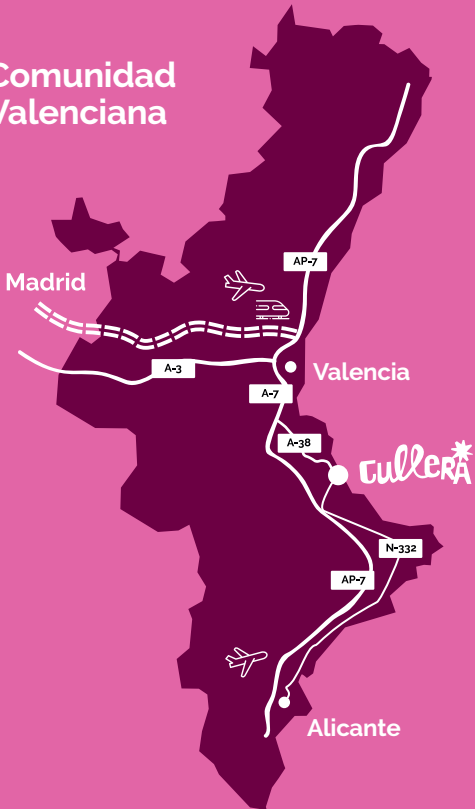 Comunidad
Valenciana
AP-7
Madrid
A-3
Valencia
A-7
A-38
culleRA
N-332
AP-7
Alicante